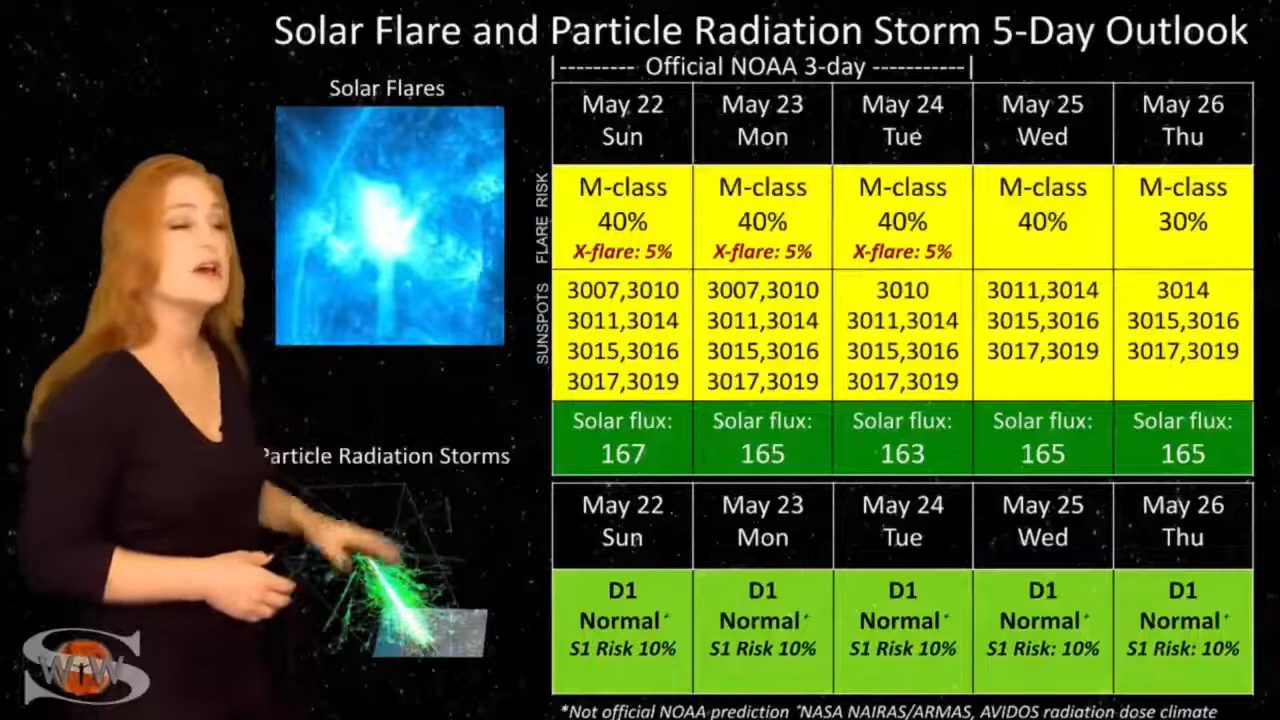 Solar Flare and Particle Radiation Storm 5-Day Outlook
|--------- Official NOAA 3-day -----------|
Solar Flares
May 22 May 23 May 24 May 25 May 26
Sun Mon Tue Wed Thu
FLARE RISK
M-class M-class M-class M-class M-class
40% 40% 40% 40% 30%
X-flare: 5% X-flare: 5% X-flare: 5%
SUNSPOTS
3007,3010 3007,3010 3010 3011,3014 3014
3011,3014 3011,3014 3011,3014 3015,3016 3015,3016
3015,3016 3015,3016 3015,3016 3017,3019 3017,3019
3017,3019 3017,3019 3017,3019
Solar flux: Solar flux: Solar flux: Solar flux: Solar flux:
167 165 163 165 165
Particle Radiation Storms*
May 22 May 23 May 24 May 25 May 26
Sun Mon Tue Wed Thu
D1 D1 D1 D1 D1
Normal+ Normal+ Normal+ Normal+ Normal+
S1 Risk 10% S1 Risk 10% S1 Risk 10% S1 Risk: 10% S1 Risk: 10%
*Not official NOAA prediction +NASA NAIRAS/ARMAS, AVIDOS radiation dose climate
S
WTW